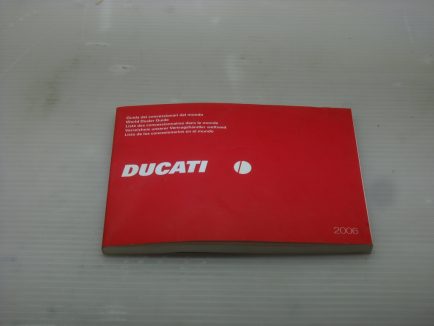 Guida dei concessionari del mondo
World Dealer Guide
Liste des concessionnaires dans le monde
Verzeichnis unserer Vertragshändler weltweit
Lista de los concesionarios en el mundo
DUCATI
2006